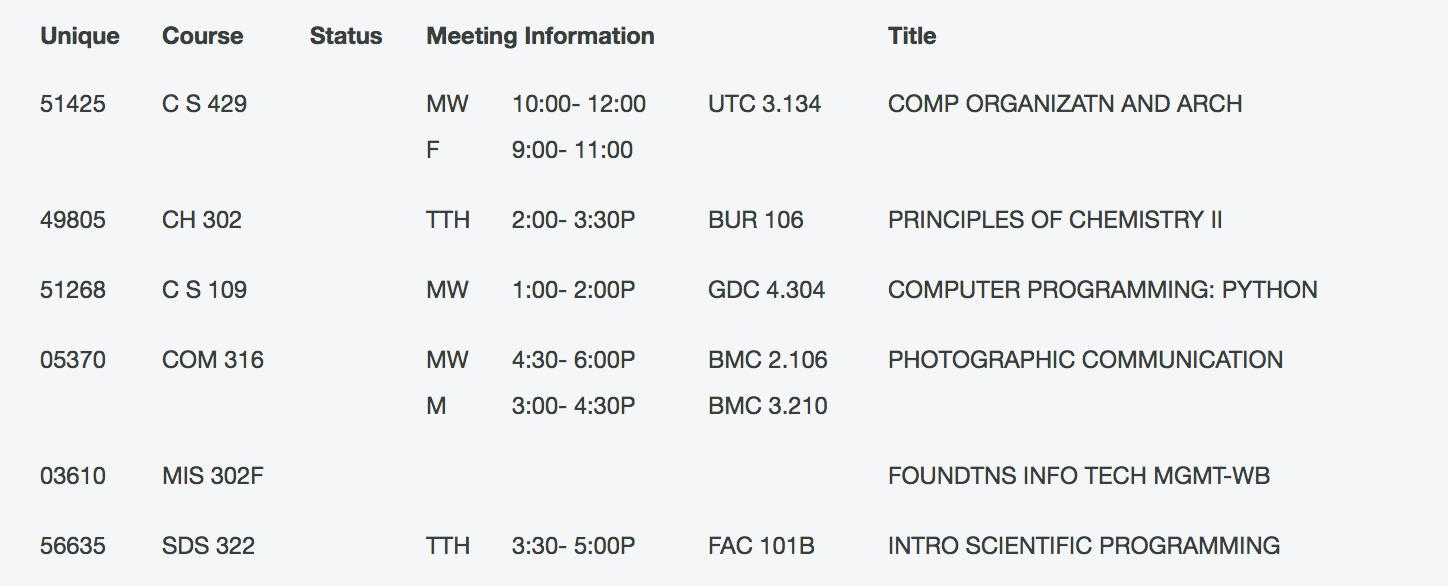 Unique Course Status Meeting Information Title
51425 C S 429 MW 10:00- 12:00 UTC 3.134 COMP ORGANIZATN AND ARCH
F 9:00- 11:00
49805 CH 302 TTH 2:00- 3:30P BUR 106 PRINCIPLES OF CHEMISTRY II
51268 C S 109 MW 1:00- 2:00P GDC 4.304 COMPUTER PROGRAMMING: PYTHON
05370 COM 316 MW 4:30- 6:00P BMC 2.106 PHOTOGRAPHIC COMMUNICATION
M 3:00- 4:30P BMC 3.210
03610 MIS 302F FOUNDTNS INFO TECH MGMT-WB
56635 SDS 322 TTH 3:30- 5:00P FAC 101B INTRO SCIENTIFIC PROGRAMMING